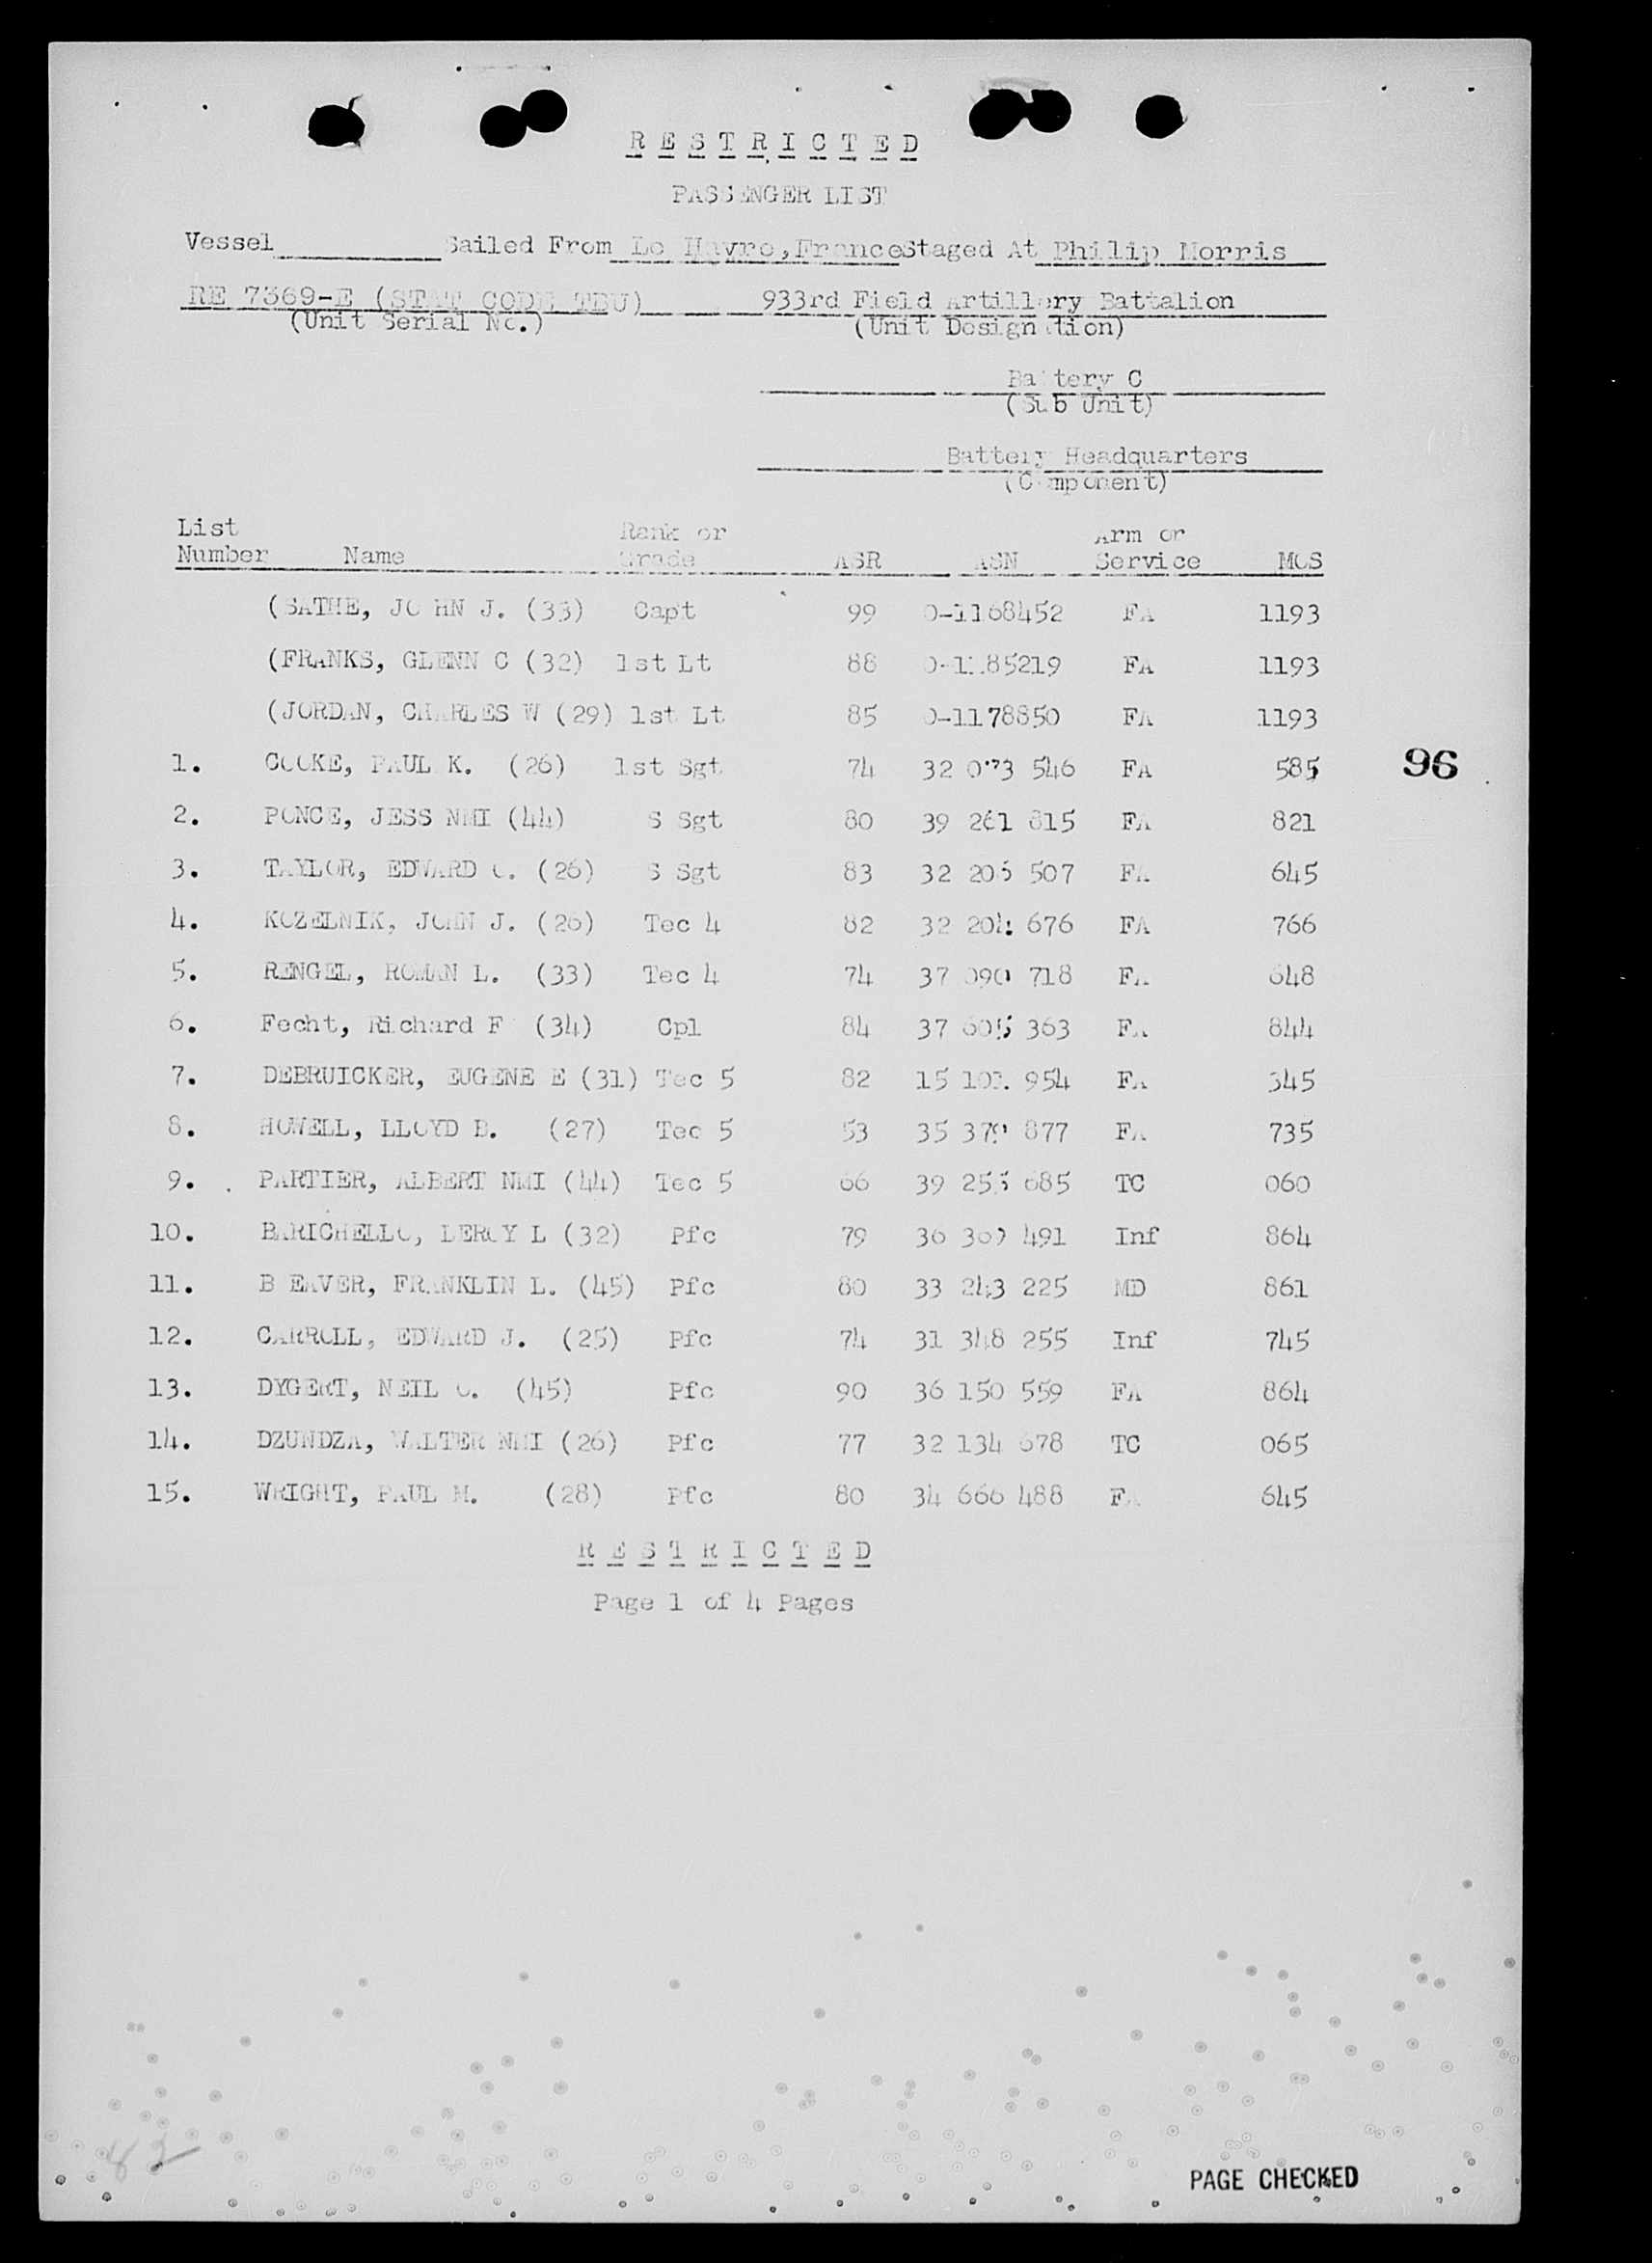 R E S T R I C T E D
PASSENGER LIST
Vessel Sailed From Le Havre, France Staged At Philip Morris
RE 7369-E (STAT CODE TBU) 933rd Field Artillery Battalion
(Unit Serial No.) (Unit Designation)
Battery C
(Sub Unit)
Battery Headquarters
(Component)
List Rank or Arm or
Number Name Grade ASR ASN Service MOS
(SATHE, JO HN J. (33) Capt 99 O-1168452 FA 1193
(FRANKS, GLENN C (32) 1st Lt 88 FA 1193
(JORDAN, CHARLES W (29) 1st Lt 85 O-1178850 FA 1193
1. COOKE, PAUL K. (26) 1st Sgt 74 32 073 546 FA 585
96
2. PONCE, JESS NMI (44) S Sgt 80 39 261 815 FA 821
3. TAYLOR, EDWARD (26) S Sgt 83 32 205 507 FA 645
4. KOZELNIK, JOHN J. (26) Tec 4 82 32 204 676 FA 766
5. RENGEL, ROMAN L. (33) Tec 4 74 37 090 718 FA 648
6. Fecht, Richard F (34) Cpl 84 37 605 363 FA 844
7. DEBRUICKER, EUGENE E (31) Tec 5 82 15 954 FA 345
8. HOWELL, LLOYD B. (27) Tec 5 53 35 379 877 FA 735
9. PARTIER, ALBERT NMI (44) Tec 5 66 39 255 685 TC 060
10. BARICHELLO, LEROY L (32) Pfc 79 36 369 491 Inf 864
11. B EAVER, FRANKLIN L. (45) Pfc 80 33 243 225 MD 861
12. CARROLL, EDWARD J. (25) Pfc 74 31 348 255 Inf 745
13. DYGERT, NEIL (45) Pfc 90 36 150 559 FA 864
14. DZUNDZA, WALTER NMI (26) Pfc 77 32 134 678 TC 065
15. WRIGHT, PAUL M. (28) Pfc 80 34 666 488 FA 645
R E S T R I C T E D
Page 1 of 4 Pages
82
PAGE CHECKED